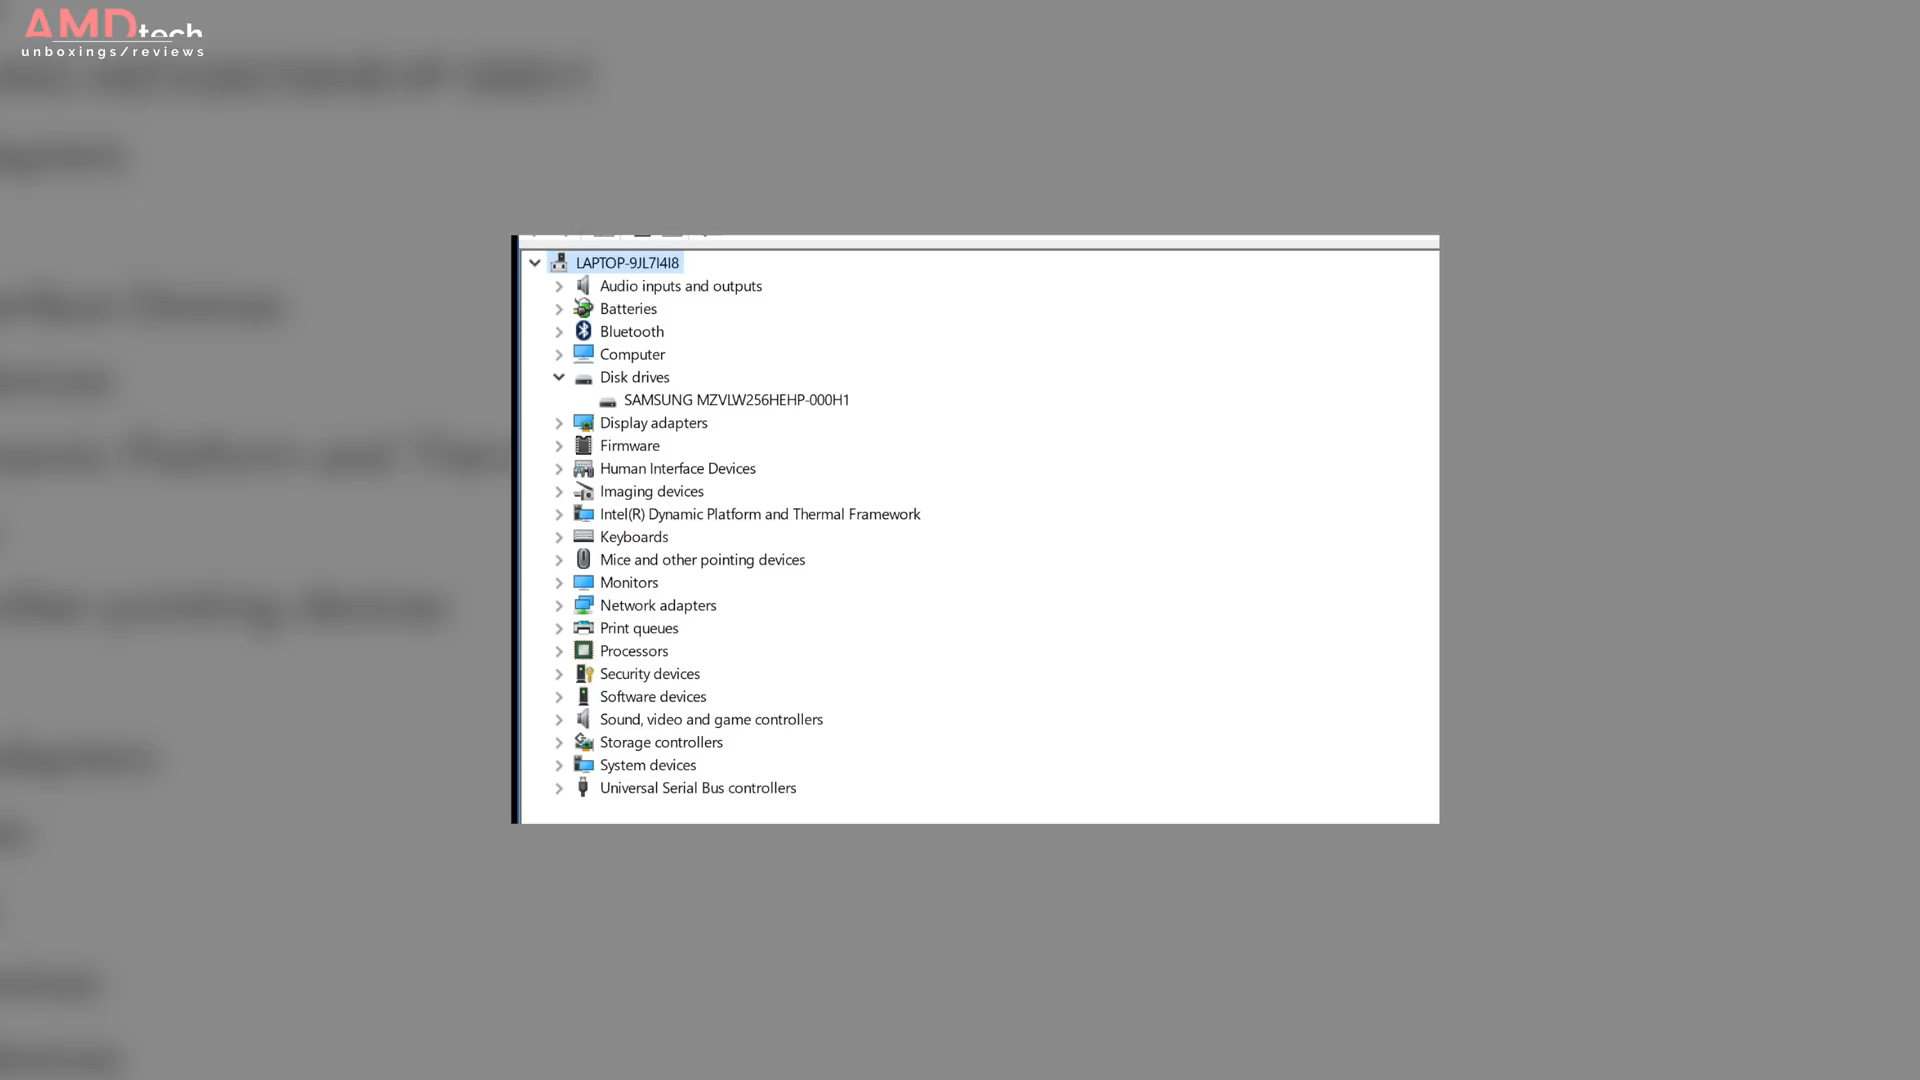 AMDtech
unboxings/reviews
LAPTOP-9JL7I4I8
Audio inputs and outputs
Batteries
Bluetooth
Computer
Disk drives
SAMSUNG MZVLW256HEHP-000H1
Display adapters
Firmware
Human Interface Devices
Imaging devices
Intel(R) Dynamic Platform and Thermal Framework
Keyboards
Mice and other pointing devices
Monitors
Network adapters
Print queues
Processors
Security devices
Software devices
Sound, video and game controllers
Storage controllers
System devices
Universal Serial Bus controllers